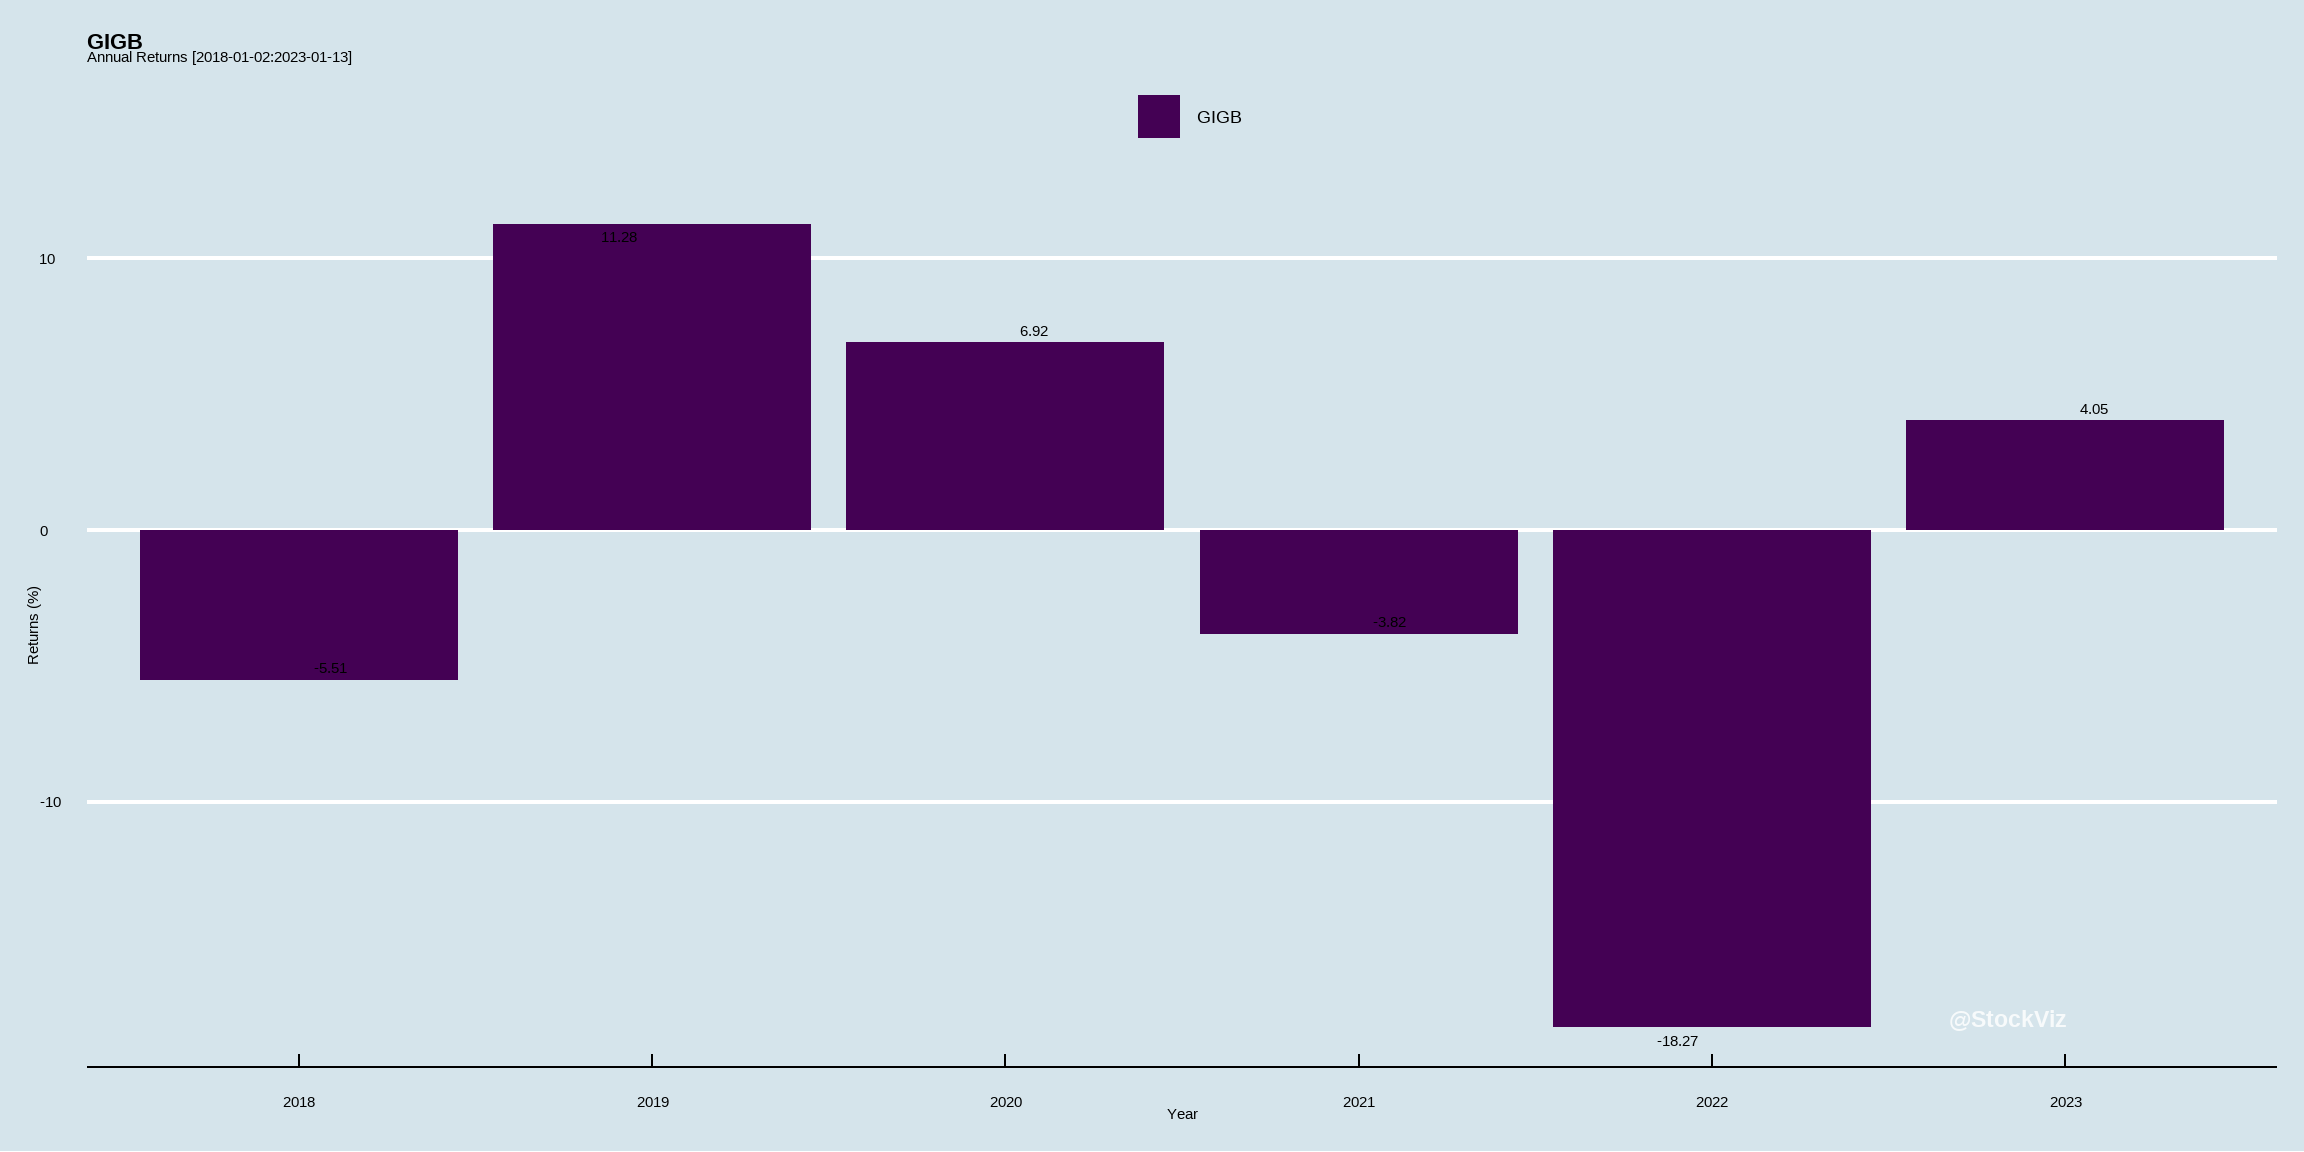 GIGB
Annual Returns [2018-01-02:2023-01-13]
GIGB
11.28
10
6.92
4.05
0
-3.82
Returns (%)
-5.51
-10
@StockViz
-18.27
2018
2019
2020
2021
2022
2023
Year